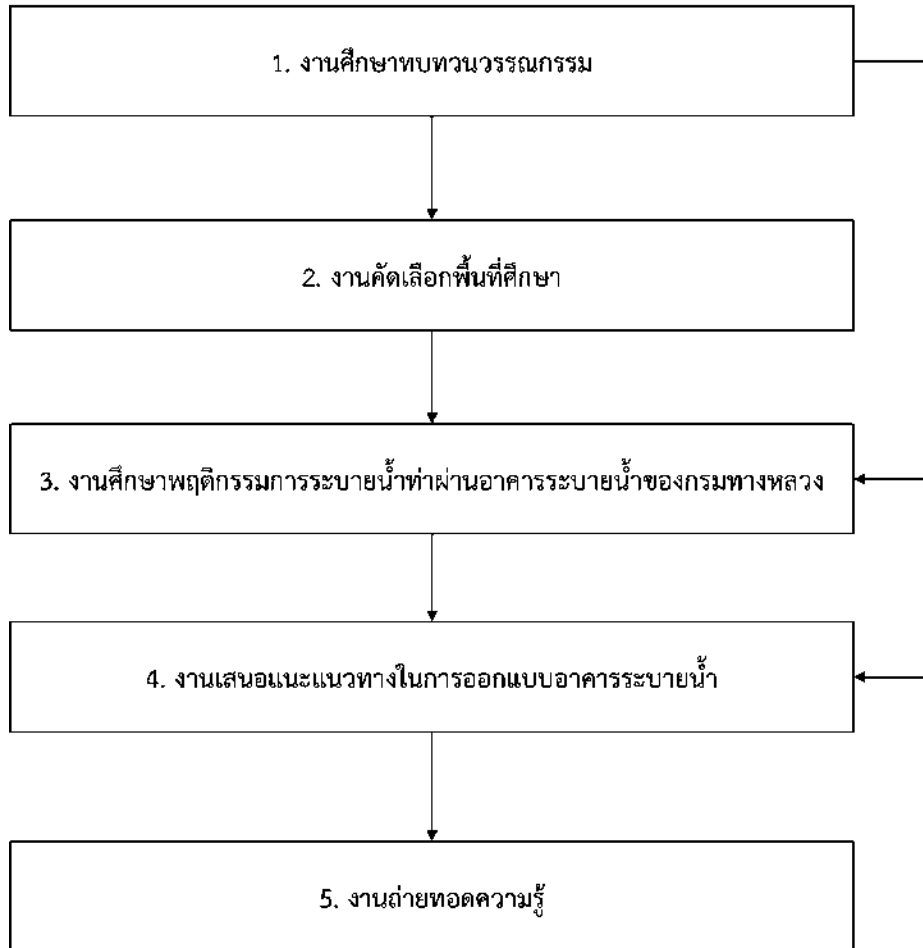 1. งานศึกษาทบทวนวรรณกรรม
2. งานคัดเลือกพื้นที่ศึกษา
3. งานศึกษาพฤติกรรมการระบายน้ำท่าผ่านอาคารระบายน้ำของกรมทางหลวง
4. งานเสนอแนะแนวทางในการออกแบบอาคารระบายน้ำ
5. งานถ่ายทอดความรู้